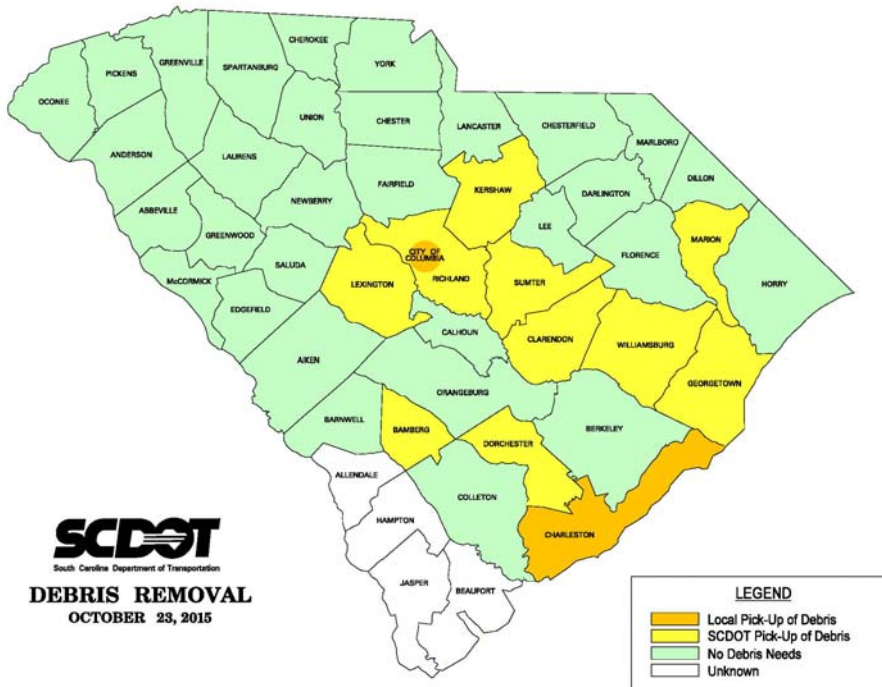 CHEROKEE
GREENVILLE
SPARTANBURG
YORK
PICKENS
OCONEE
UNION
CHESTER
LANCASTER
CHESTERFIELD
MARLBORO
ANDERSON
LAURENS
DILLON
KERSHAW
FAIRFIELD
DARLINGTON
NEWBERRY
ABBEVILLE
LEE
MARION
GREENWOOD
CITY OF
COLUMBIA
FLORENCE
SALUDA
RICHLAND
McCORMICK
LEXINGTON
SUMTER
HORRY
EDGEFIELD
CALHOUN
CLARENDON
WILLIAMSBURG
AIKEN
GEORGETOWN
ORANGEBURG
BARNWELL
BAMBERG
BERKELEY
DORCHESTER
ALLENDALE
COLLETON
HAMPTON
CHARLESTON
JASPER
BEAUFORT
SCDOT
South Carolina Department of Transportation
DEBRIS REMOVAL
OCTOBER 23, 2015
LEGEND
Local Pick-Up of Debris
SCDOT Pick-Up of Debris
No Debris Needs
Unknown